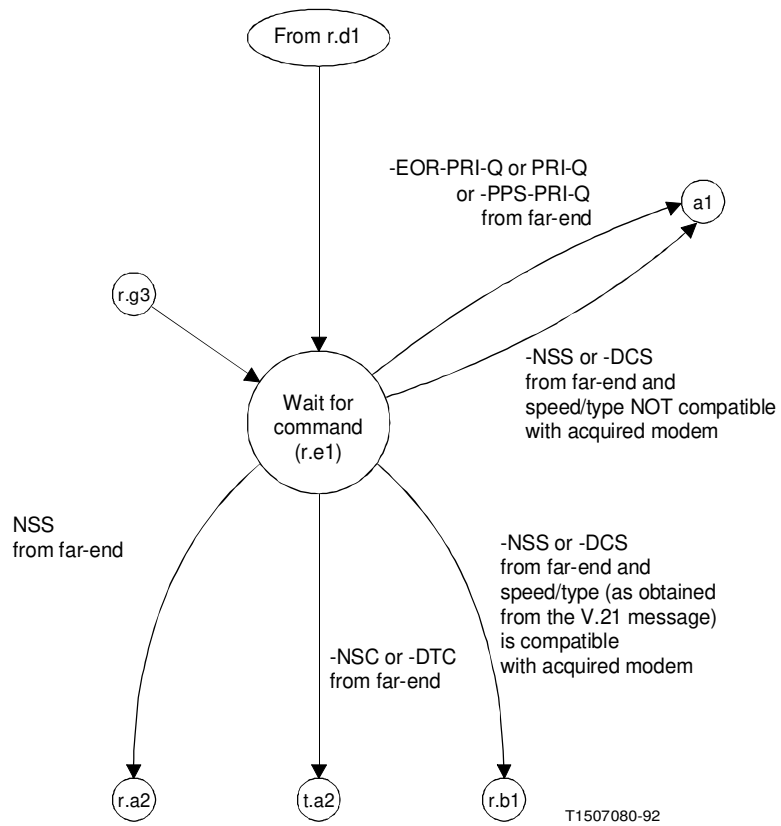 From r.d1
-EOR-PRI-Q or PRI-Q
or -PPS-PRI-Q
from far-end
a1
r.g3
-NSS or -DCS
from far-end and
speed/type NOT compatible
with acquired modem
Wait for
command
(r.e1)
NSS
from far-end
-NSS or -DCS
from far-end and
speed/type (as obtained
from the V.21 message)
is compatible
with acquired modem
-NSC or -DTC
from far-end
r.a2
t.a2
r.b1
T1507080-92